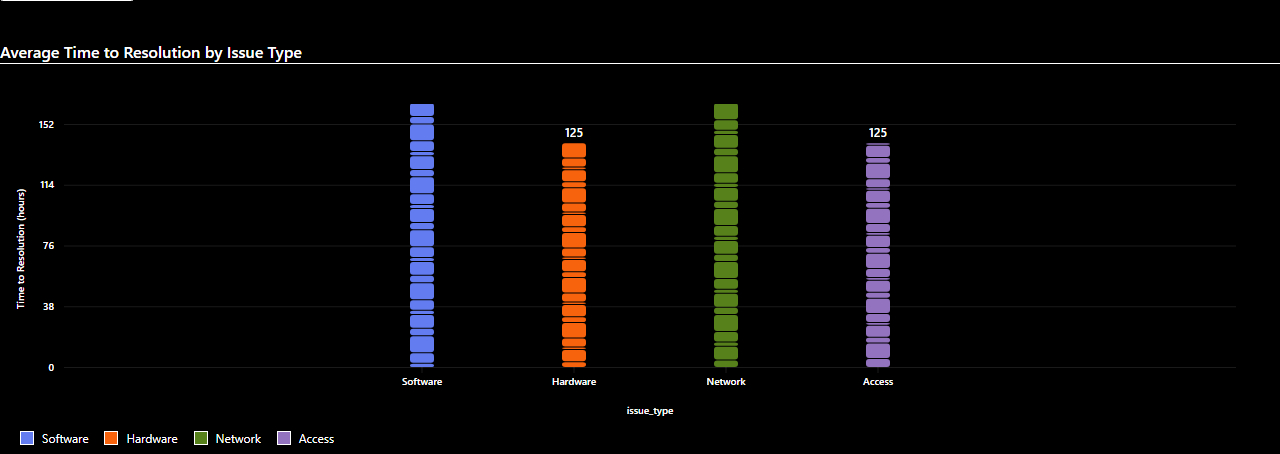 Average Time to Resolution by Issue Type
125
125
152
114
76
38
0
Time to Resolution (hours)
Software
Hardware
Network
Access
issue_type
Software
Hardware
Network
Access